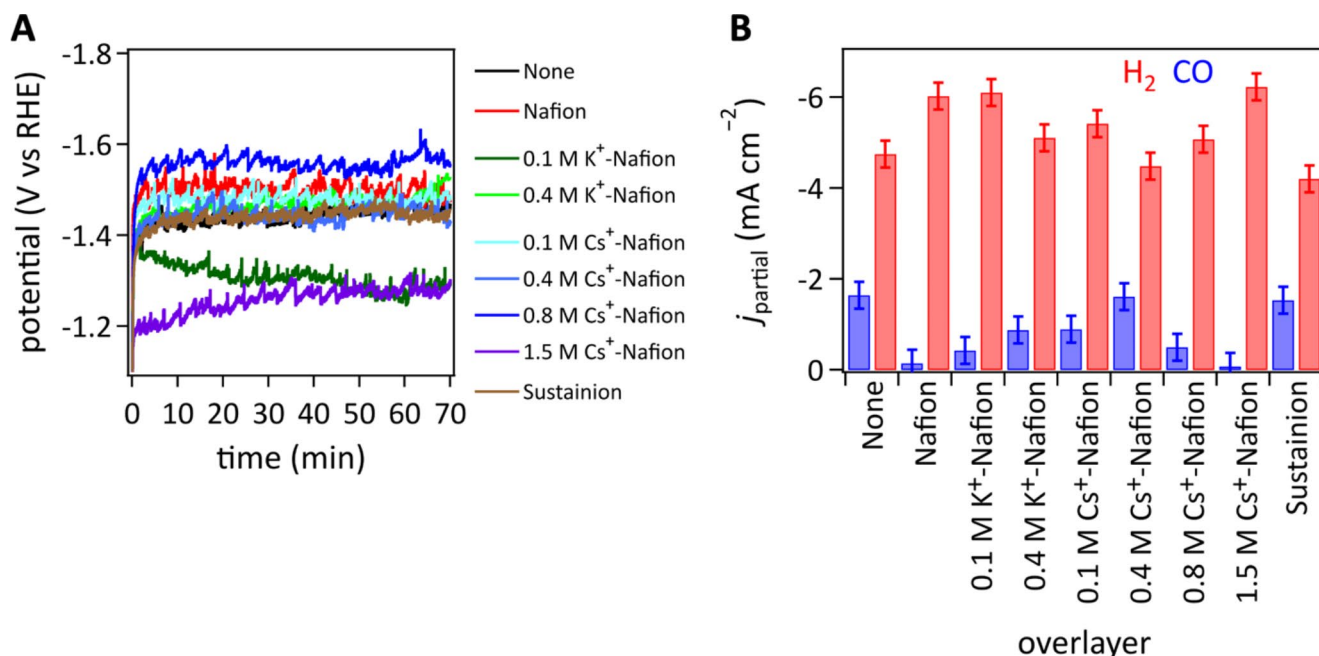 A
potential (V vs RHE)
-1.8
-1.6
-1.4
-1.2
0 10 20 30 40 50 60 70
time (min)
None
Nafion
0.1 M K⁺-Nafion
0.4 M K⁺-Nafion
0.1 M Cs⁺-Nafion
0.4 M Cs⁺-Nafion
0.8 M Cs⁺-Nafion
1.5 M Cs⁺-Nafion
Sustainion
B
H₂ CO
j partial (mA cm⁻²)
-6
-4
-2
0
None
Nafion
0.1 M K⁺-Nafion
0.4 M K⁺-Nafion
0.1 M Cs⁺-Nafion
0.4 M Cs⁺-Nafion
0.8 M Cs⁺-Nafion
1.5 M Cs⁺-Nafion
Sustainion
overlayer